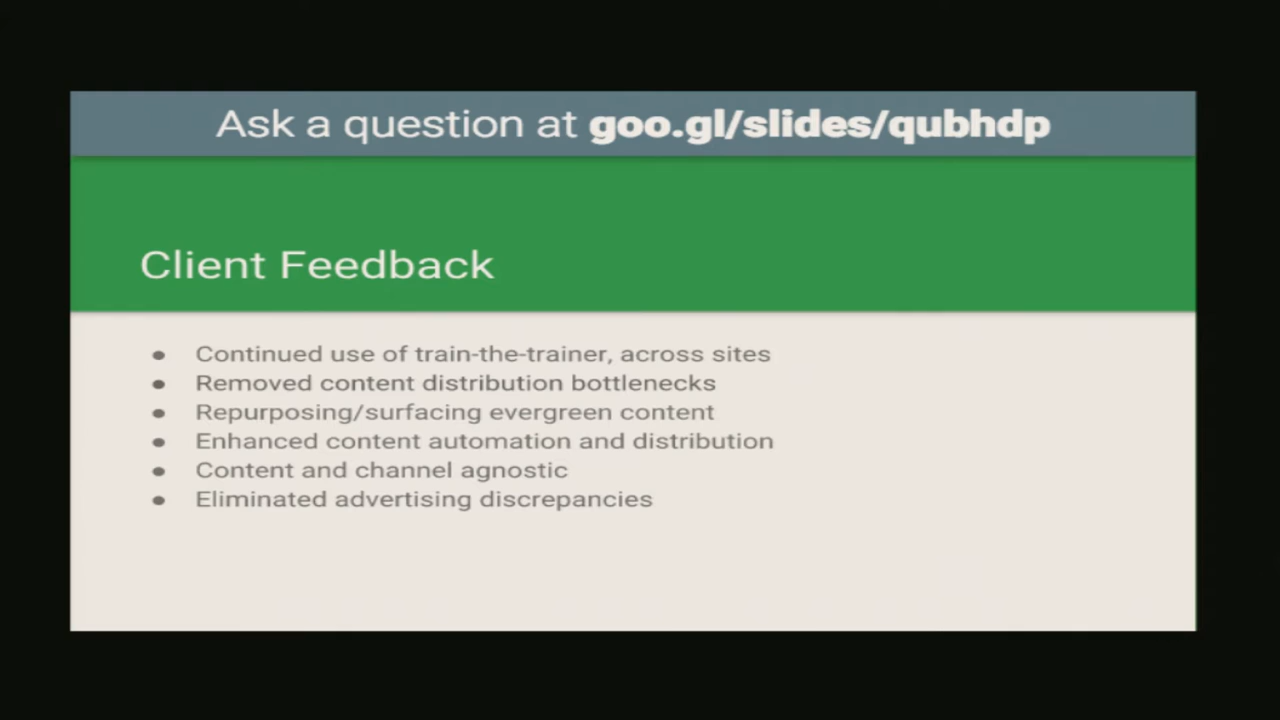 Ask a question at goo.gl/slides/qubhdp
Client Feedback
● Continued use of train-the-trainer, across sites
● Removed content distribution bottlenecks
● Repurposing/surfacing evergreen content
● Enhanced content automation and distribution
● Content and channel agnostic
● Eliminated advertising discrepancies